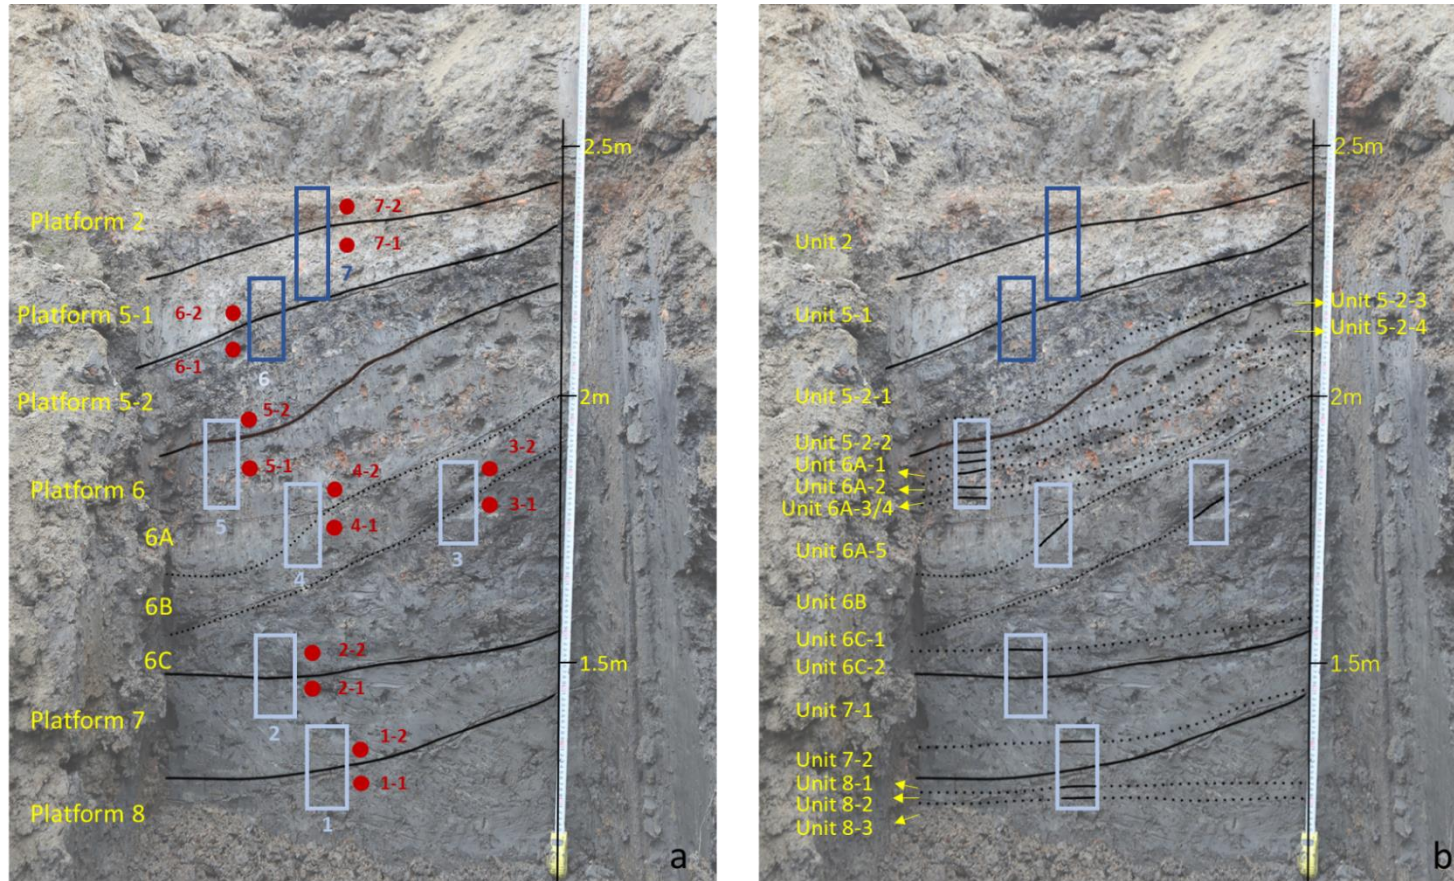 2.5m
7-2
Platform 2
7-1
7
Platform 5-1
6-2
6-1
6
Platform 5-2
5-2
5-1
2m
3-2
4-2
Platform 6
3-1
5
4-1
6A
3
4
6B
2-2
6C
1.5m
2-1
Platform 7
2
1-2
1-1
Platform 8
1
a
2.5m
Unit 2
Unit 5-2-3
Unit 5-1
Unit 5-2-4
Unit 5-2-1
2m
Unit 5-2-2
Unit 6A-1
Unit 6A-2
Unit 6A-3/4
Unit 6A-5
Unit 6B
Unit 6C-1
Unit 6C-2
1.5m
Unit 7-1
Unit 7-2
Unit 8-1
Unit 8-2
Unit 8-3
b